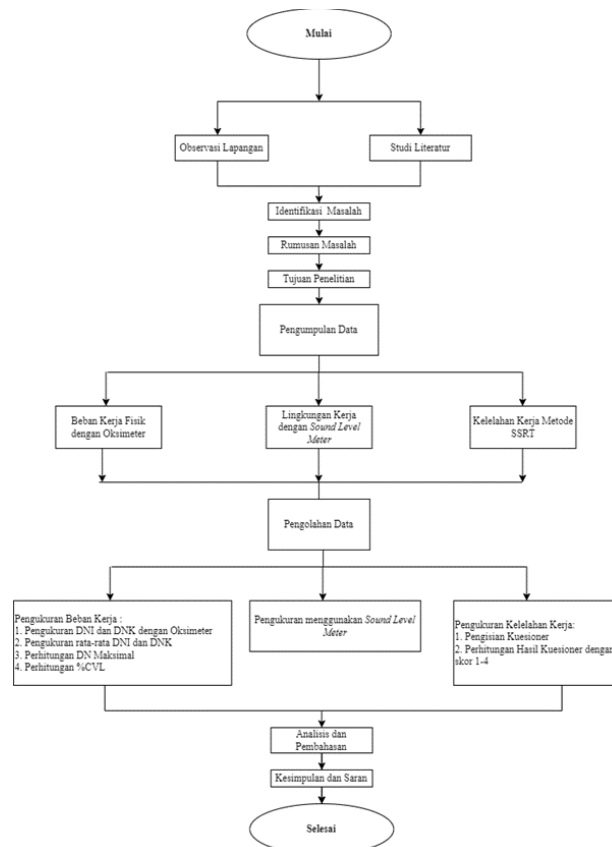 Mulai
Observasi Lapangan
Studi Literatur
Identifikasi Masalah
Rumusan Masalah
Tujuan Penelitian
Pengumpulan Data
Beban Kerja Fisik
dengan Oksimeter
Lingkungan Kerja
dengan Sound Level
Meter
Kelelahan Kerja Metode
SSRT
Pengolahan Data
Pengukuran Beban Kerja :
1. Pengukuran DNI dan DNK dengan Oksimeter
2. Pengukuran rata-rata DNI dan DNK
3. Perhitungan DN Maksimal
4. Perhitungan %CVL
Pengukuran menggunakan Sound Level
Meter
Pengukuran Kelelahan Kerja:
1. Pengisian Kuesioner
2. Perhitungan Hasil Kuesioner dengan
skor 1-4
Analisis dan
Pembahasan
Kesimpulan dan Saran
Selesai